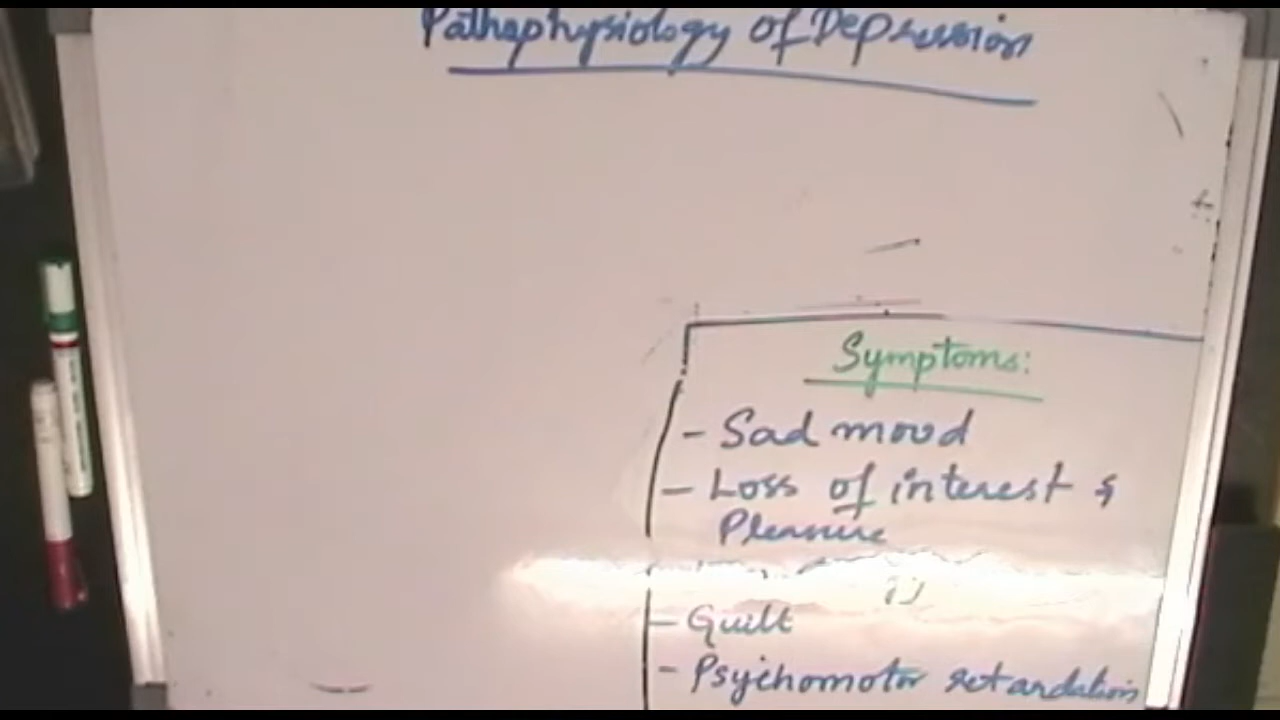 Pathophysiology of Depression
Symptoms:
- Sad mood
- Loss of interest &
Pleasure
- Guilt
- Psychomotor retardation